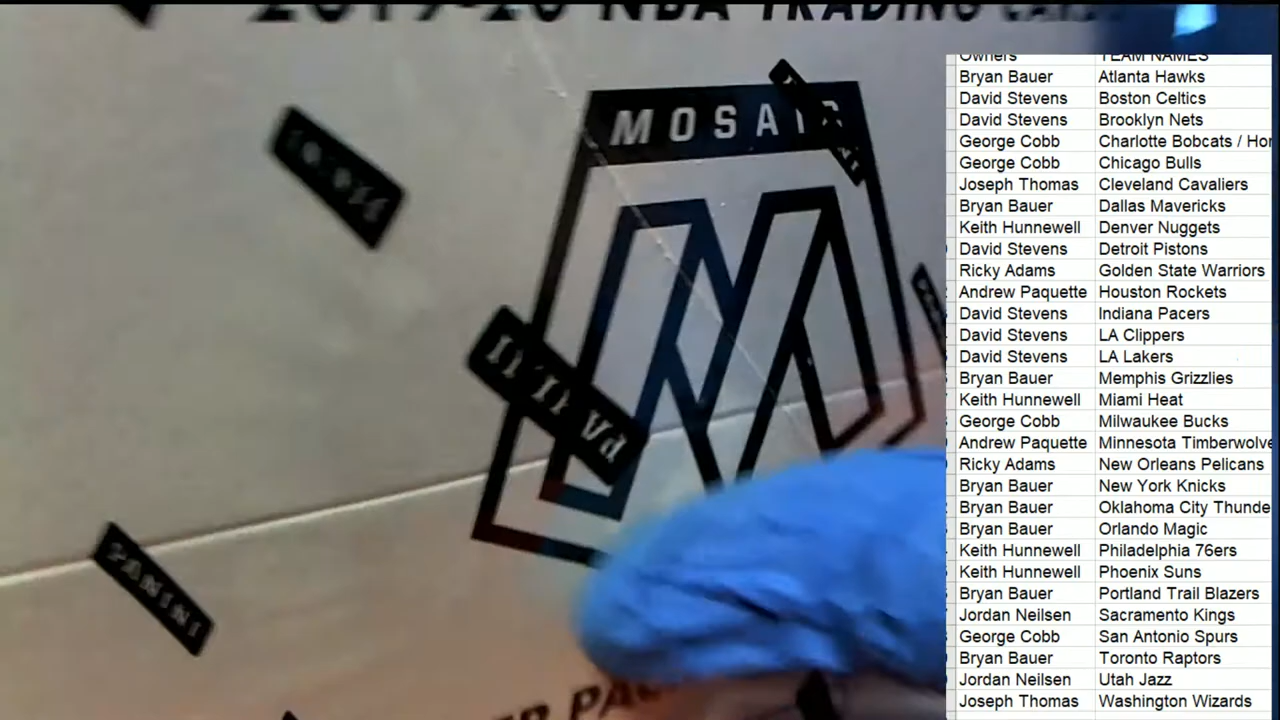 2019-20 NBA TRADING CARDS
MOSAIC
PANINI
PANINI
PANINI
Owners TEAM NAMES
Bryan Bauer Atlanta Hawks
David Stevens Boston Celtics
David Stevens Brooklyn Nets
George Cobb Charlotte Bobcats / Hor
George Cobb Chicago Bulls
Joseph Thomas Cleveland Cavaliers
Bryan Bauer Dallas Mavericks
Keith Hunnewell Denver Nuggets
David Stevens Detroit Pistons
Ricky Adams Golden State Warriors
Andrew Paquette Houston Rockets
David Stevens Indiana Pacers
David Stevens LA Clippers
David Stevens LA Lakers
Bryan Bauer Memphis Grizzlies
Keith Hunnewell Miami Heat
George Cobb Milwaukee Bucks
Andrew Paquette Minnesota Timberwolve
Ricky Adams New Orleans Pelicans
Bryan Bauer New York Knicks
Bryan Bauer Oklahoma City Thunde
Bryan Bauer Orlando Magic
Keith Hunnewell Philadelphia 76ers
Keith Hunnewell Phoenix Suns
Bryan Bauer Portland Trail Blazers
Jordan Neilsen Sacramento Kings
George Cobb San Antonio Spurs
Bryan Bauer Toronto Raptors
Jordan Neilsen Utah Jazz
Joseph Thomas Washington Wizards